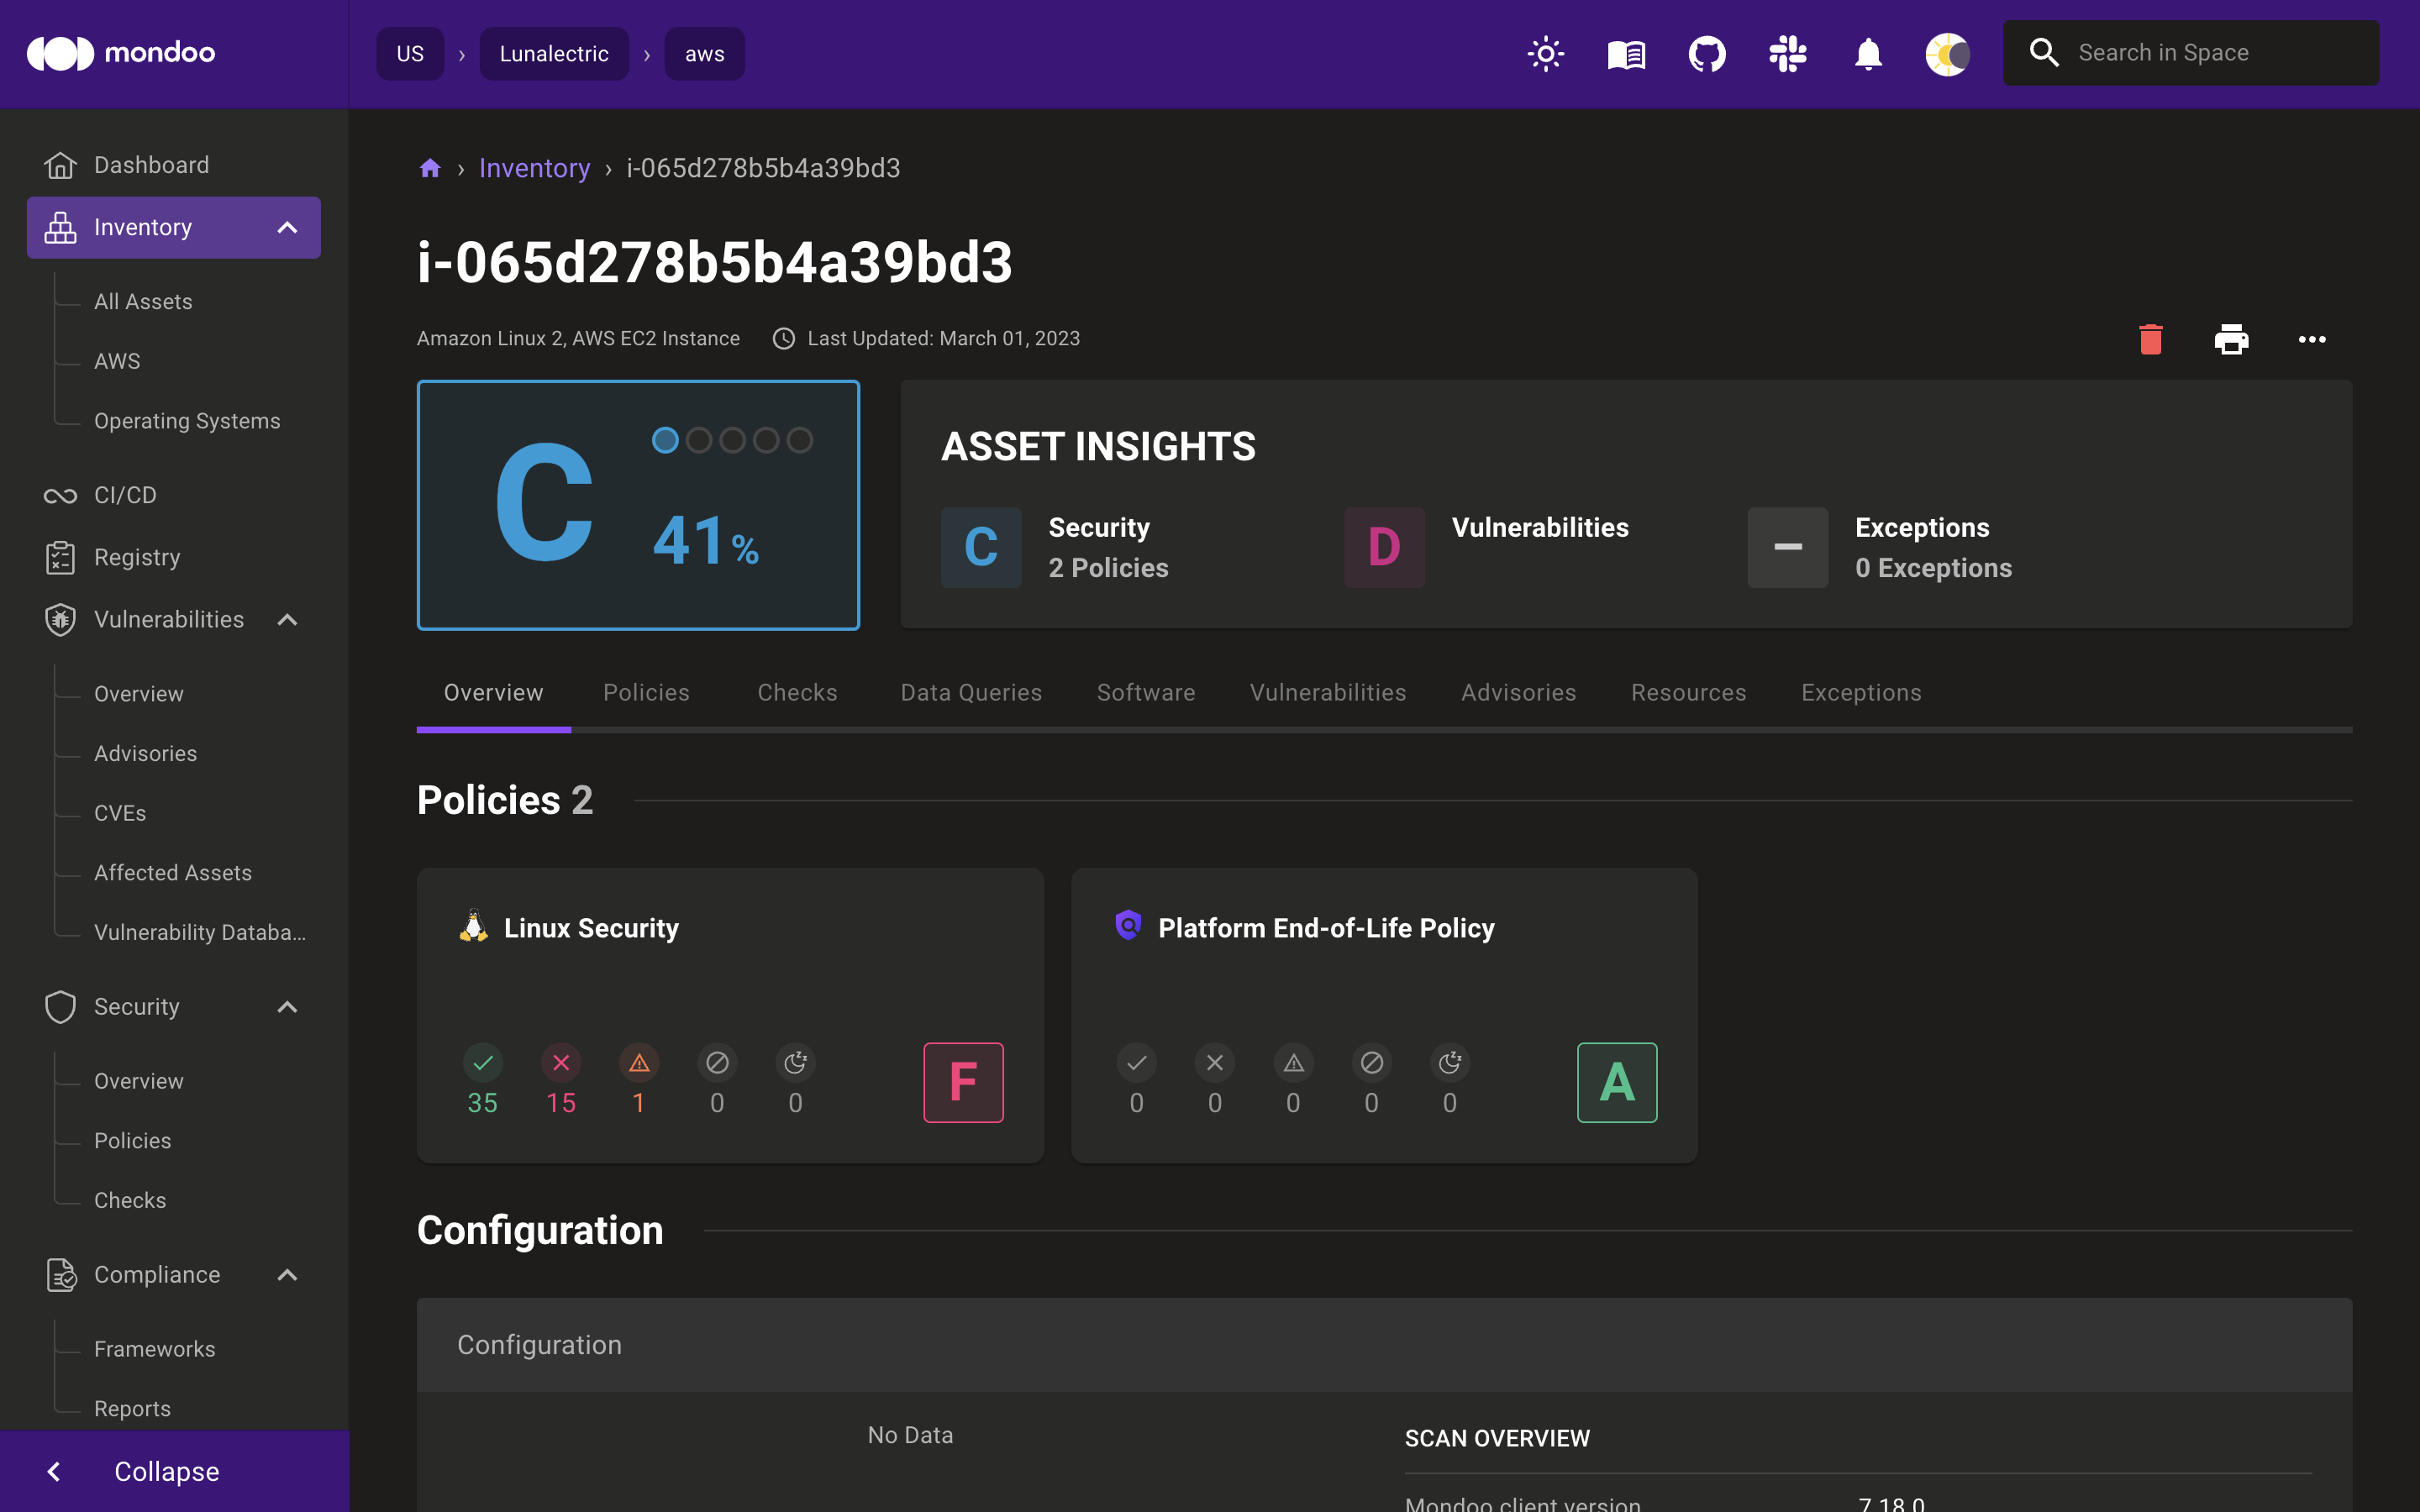 mondoo
US › Lunalectric › aws
Search in Space
Dashboard
Inventory
All Assets
AWS
Operating Systems
CI/CD
Registry
Vulnerabilities
Overview
Advisories
CVEs
Affected Assets
Vulnerability Databa...
Security
Overview
Policies
Checks
Compliance
Frameworks
Reports
Collapse
› Inventory › i-065d278b5b4a39bd3
i-065d278b5b4a39bd3
Amazon Linux 2, AWS EC2 Instance Last Updated: March 01, 2023
C
41%
ASSET INSIGHTS
C Security
2 Policies
D Vulnerabilities
Exceptions
0 Exceptions
Overview Policies Checks Data Queries Software Vulnerabilities Advisories Resources Exceptions
Policies 2
Linux Security
35 15 1 0 0
F
Platform End-of-Life Policy
0 0 0 0 0
A
Configuration
Configuration
No Data
SCAN OVERVIEW
Mondoo client version 7.18.0